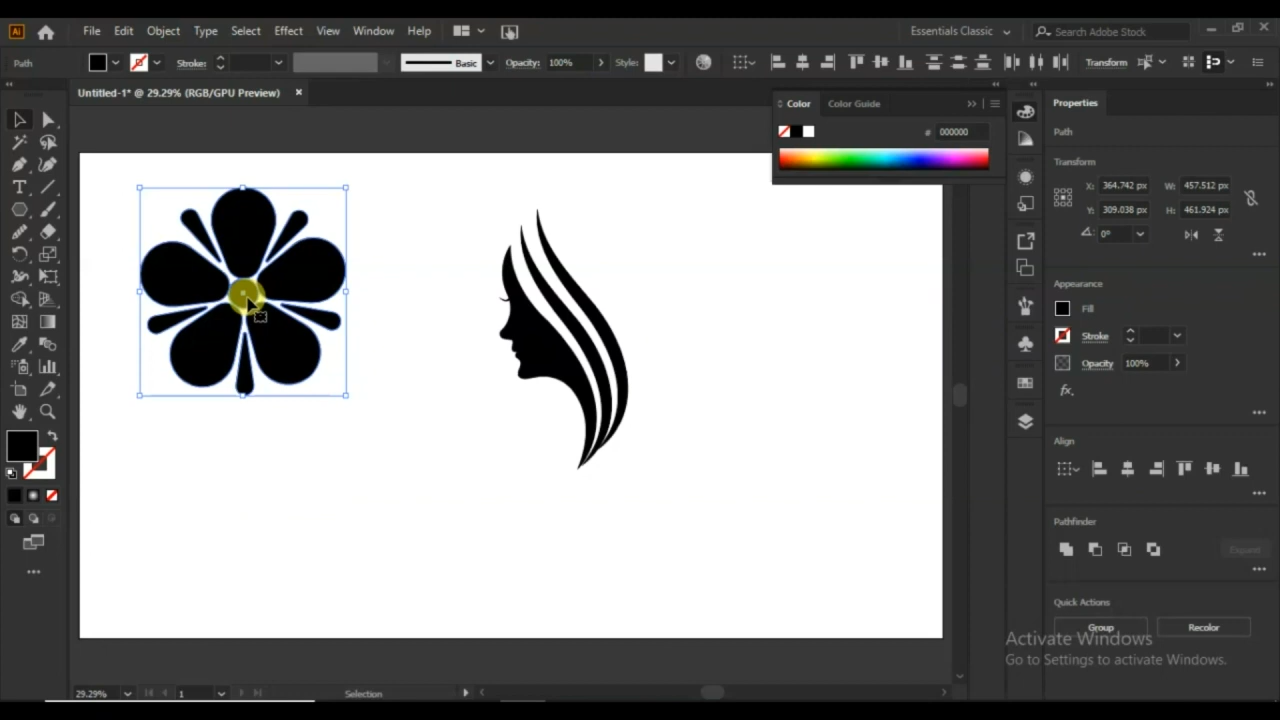 Ai File Edit Object Type Select Effect View Window Help Essentials Classic Search Adobe Stock
Path Stroke: Basic Opacity: 100% Style: Transform
Untitled-1* @ 29.29% (RGB/GPU Preview) ×
Color Color Guide
# 000000
Properties
Path
Transform
X: 364.742 px W: 457.512 px
Y: 309.038 px H: 461.924 px
0°
Appearance
Fill
Stroke
Opacity 100%
fx.
Align
Pathfinder
Expand
Quick Actions
Group Recolor
Activate Windows
Go to Settings to activate Windows.
29.29% 1 Selection